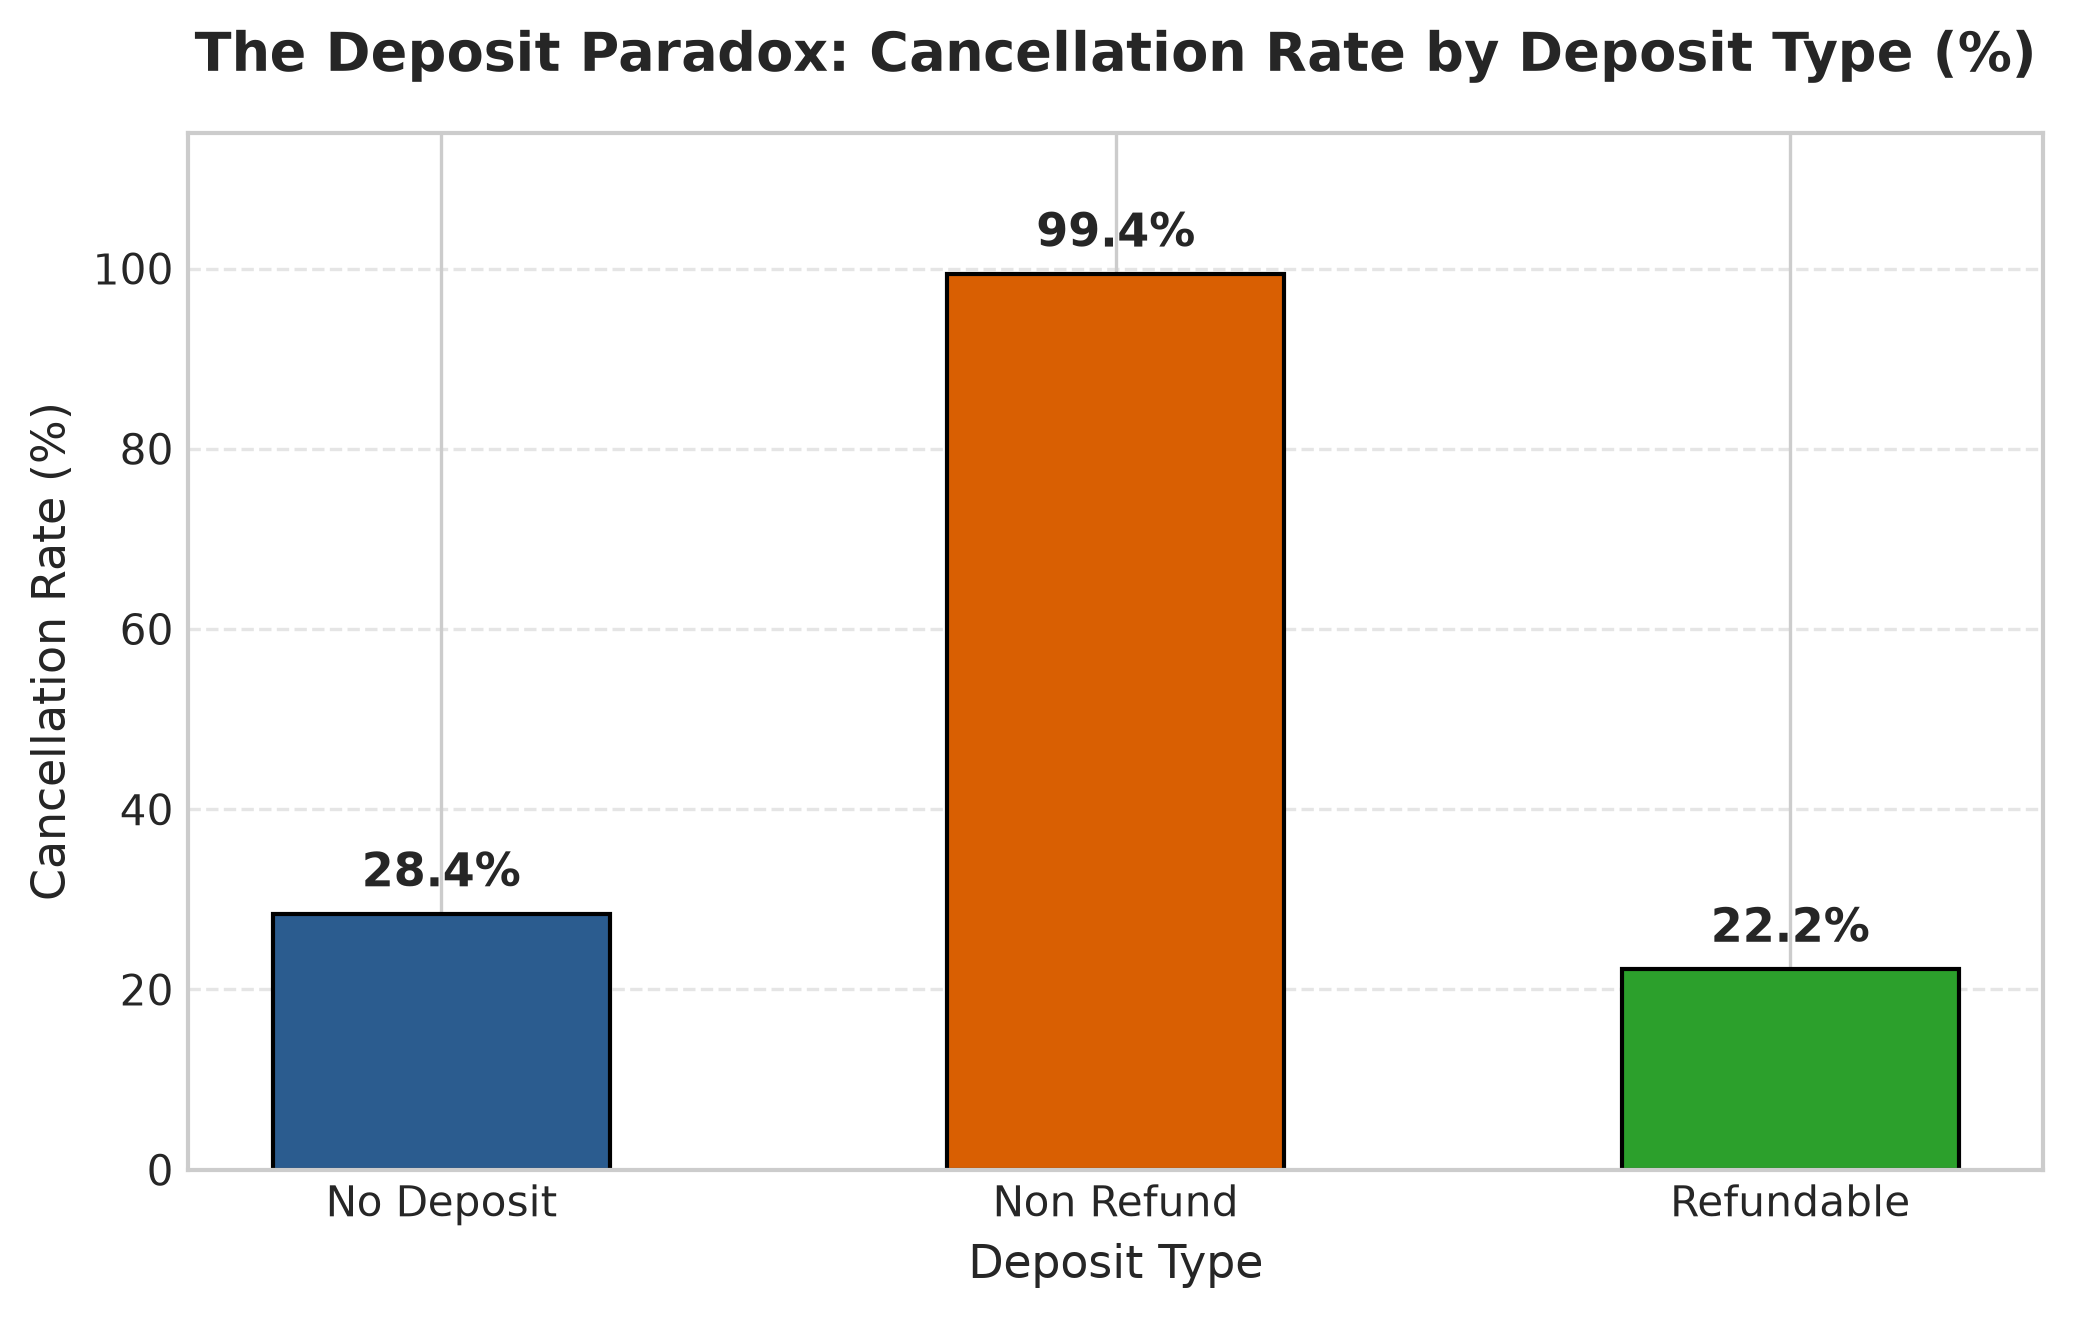 The Deposit Paradox: Cancellation Rate by Deposit Type (%)
Cancellation Rate (%)
100
80
60
40
20
0
28.4%
99.4%
22.2%
No Deposit
Non Refund
Refundable
Deposit Type